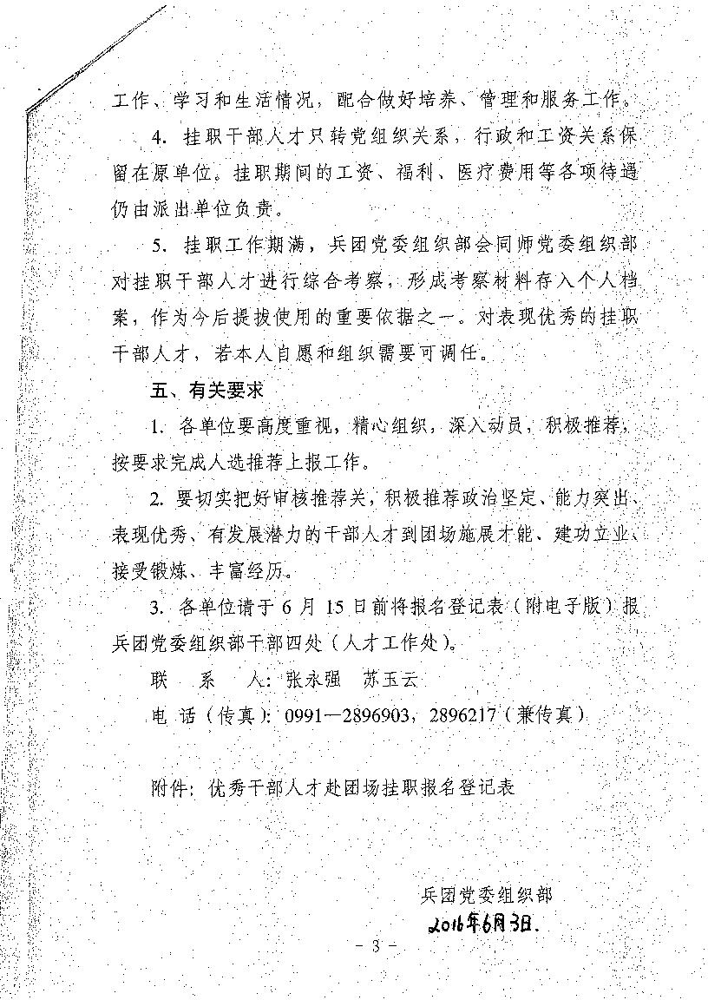 工作、学习和生活情况，配合做好培养、管理和服务工作。
4. 挂职干部人才只转党组织关系，行政和工资关系保
留在原单位。挂职期间的工资、福利、医疗费用等各项待遇
仍由派出单位负责。
5. 挂职工作期满，兵团党委组织部会同师党委组织部
对挂职干部人才进行综合考察，形成考察材料存入个人档
案，作为今后提拔使用的重要依据之一。对表现优秀的挂职
干部人才，若本人自愿和组织需要可调任。
五、有关要求
1. 各单位要高度重视，精心组织，深入动员，积极推荐，
按要求完成人选推荐上报工作。
2. 要切实把好审核推荐关，积极推荐政治坚定、能力突出、
表现优秀、有发展潜力的干部人才到团场施展才能、建功立业、
接受锻炼、丰富经历。
3. 各单位请于 6 月 15 日前将报名登记表（附电子版）报
兵团党委组织部干部四处（人才工作处）。
联 系 人：张永强 苏玉云
电 话（传真）：0991—2896903，2896217（兼传真）
附件：优秀干部人才赴团场挂职报名登记表
兵团党委组织部
2016年6月3日.
- 3 -